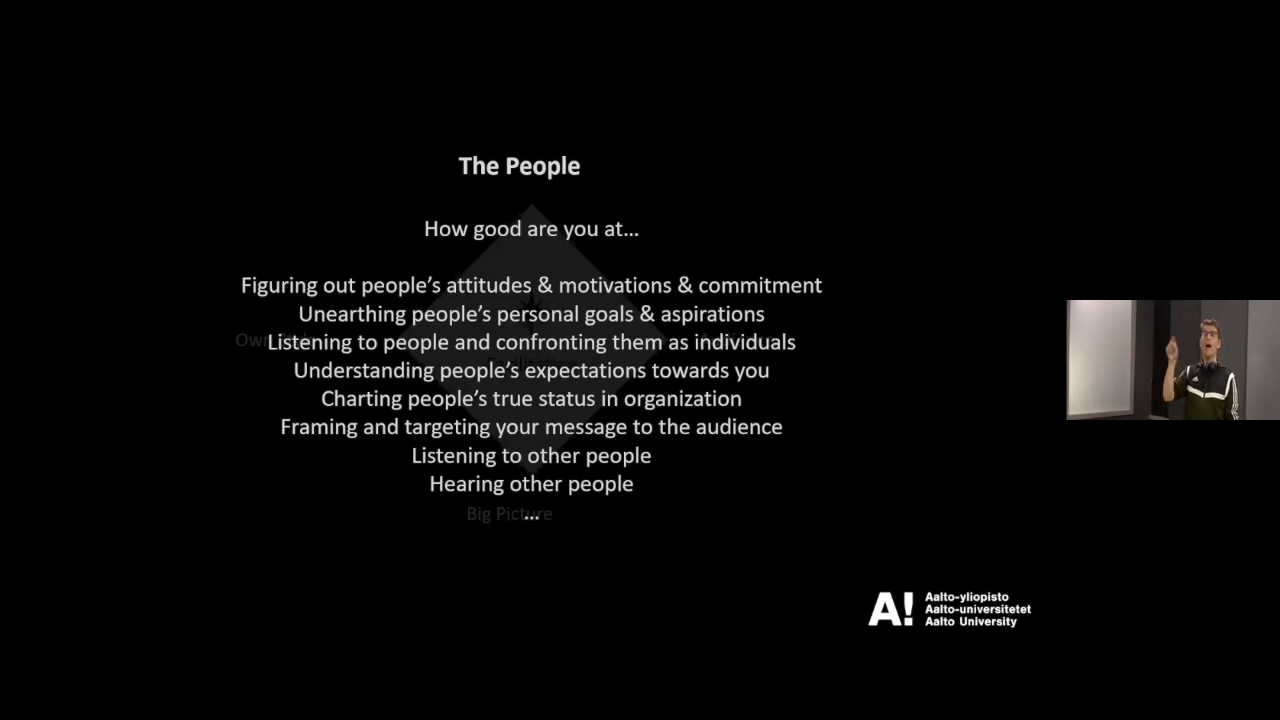 The People
How good are you at...
Figuring out people's attitudes & motivations & commitment
Unearthing people's personal goals & aspirations
Listening to people and confronting them as individuals
Understanding people's expectations towards you
Charting people's true status in organization
Framing and targeting your message to the audience
Listening to other people
Hearing other people
...
Big Picture
A! Aalto-yliopisto
Aalto-universitetet
Aalto University